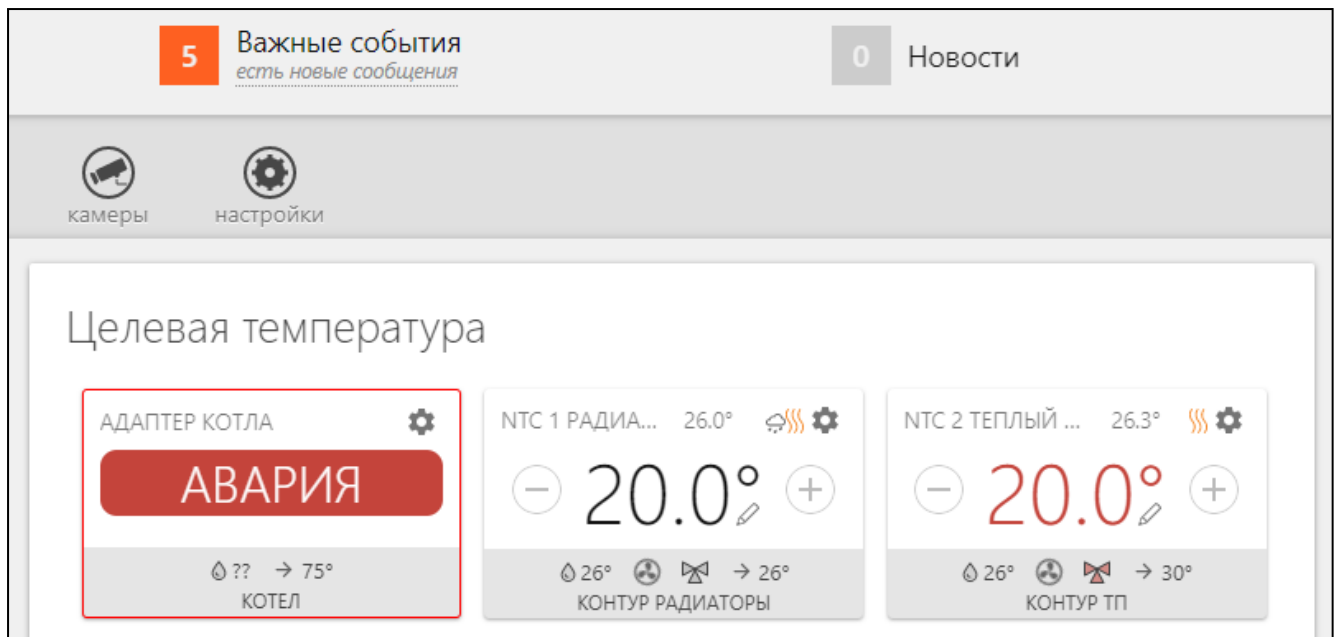 5
Важные события
есть новые сообщения
0
Новости
камеры
настройки
Целевая температура
АДАПТЕР КОТЛА
АВАРИЯ
?? → 75°
КОТЕЛ
NTC 1 РАДИА... 26.0°
20.0°
26° → 26°
КОНТУР РАДИАТОРЫ
NTC 2 ТЕПЛЫЙ ... 26.3°
20.0°
26° → 30°
КОНТУР ТП